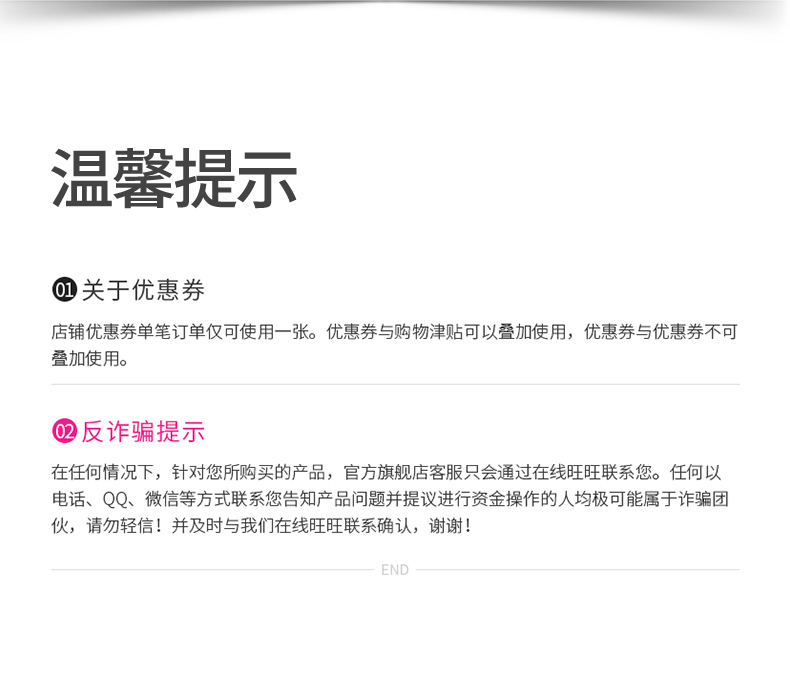 温馨提示
01 关于优惠券
店铺优惠券单笔订单仅可使用一张。优惠券与购物津贴可以叠加使用，优惠券与优惠券不可
叠加使用。
02 反诈骗提示
在任何情况下，针对您所购买的产品，官方旗舰店客服只会通过在线旺旺联系您。任何以
电话、QQ、微信等方式联系您告知产品问题并提议进行资金操作的人均极可能属于诈骗团
伙，请勿轻信！并及时与我们在线旺旺联系确认，谢谢！
END